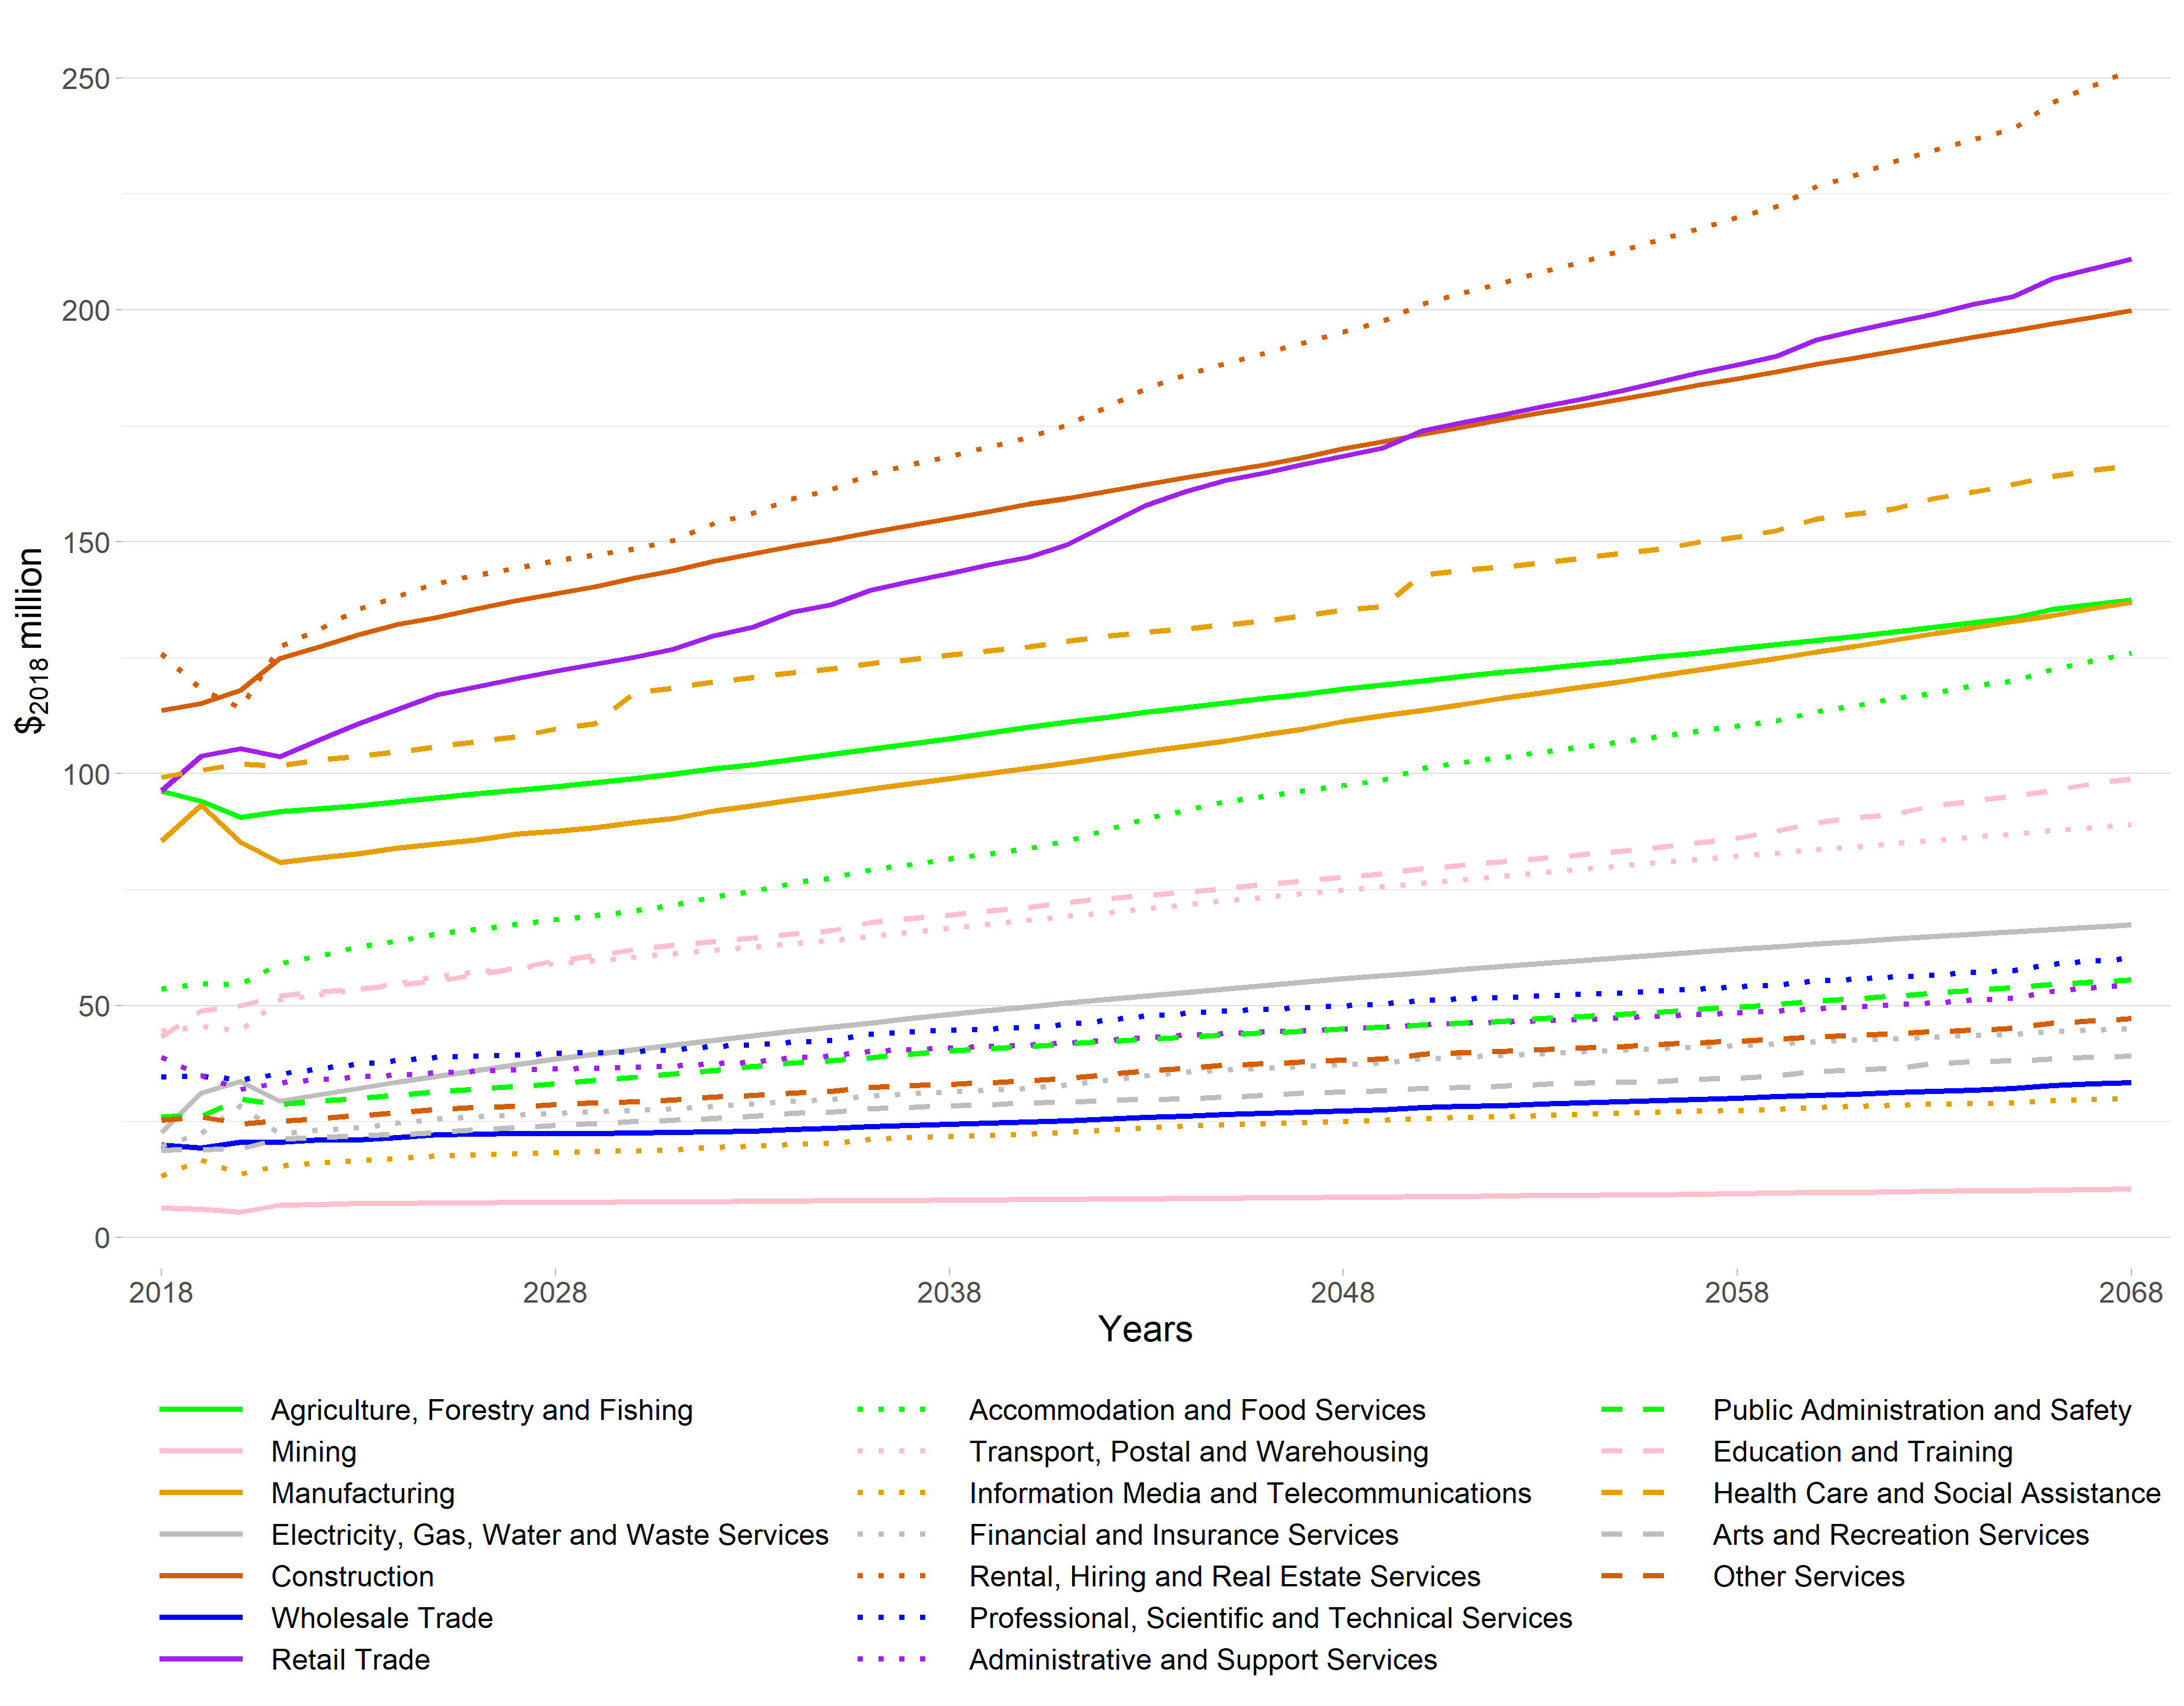 250
200
150
100
50
0
$2018 million
2018 2028 2038 2048 2058 2068
Years
Agriculture, Forestry and Fishing
Mining
Manufacturing
Electricity, Gas, Water and Waste Services
Construction
Wholesale Trade
Retail Trade
Accommodation and Food Services
Transport, Postal and Warehousing
Information Media and Telecommunications
Financial and Insurance Services
Rental, Hiring and Real Estate Services
Professional, Scientific and Technical Services
Administrative and Support Services
Public Administration and Safety
Education and Training
Health Care and Social Assistance
Arts and Recreation Services
Other Services